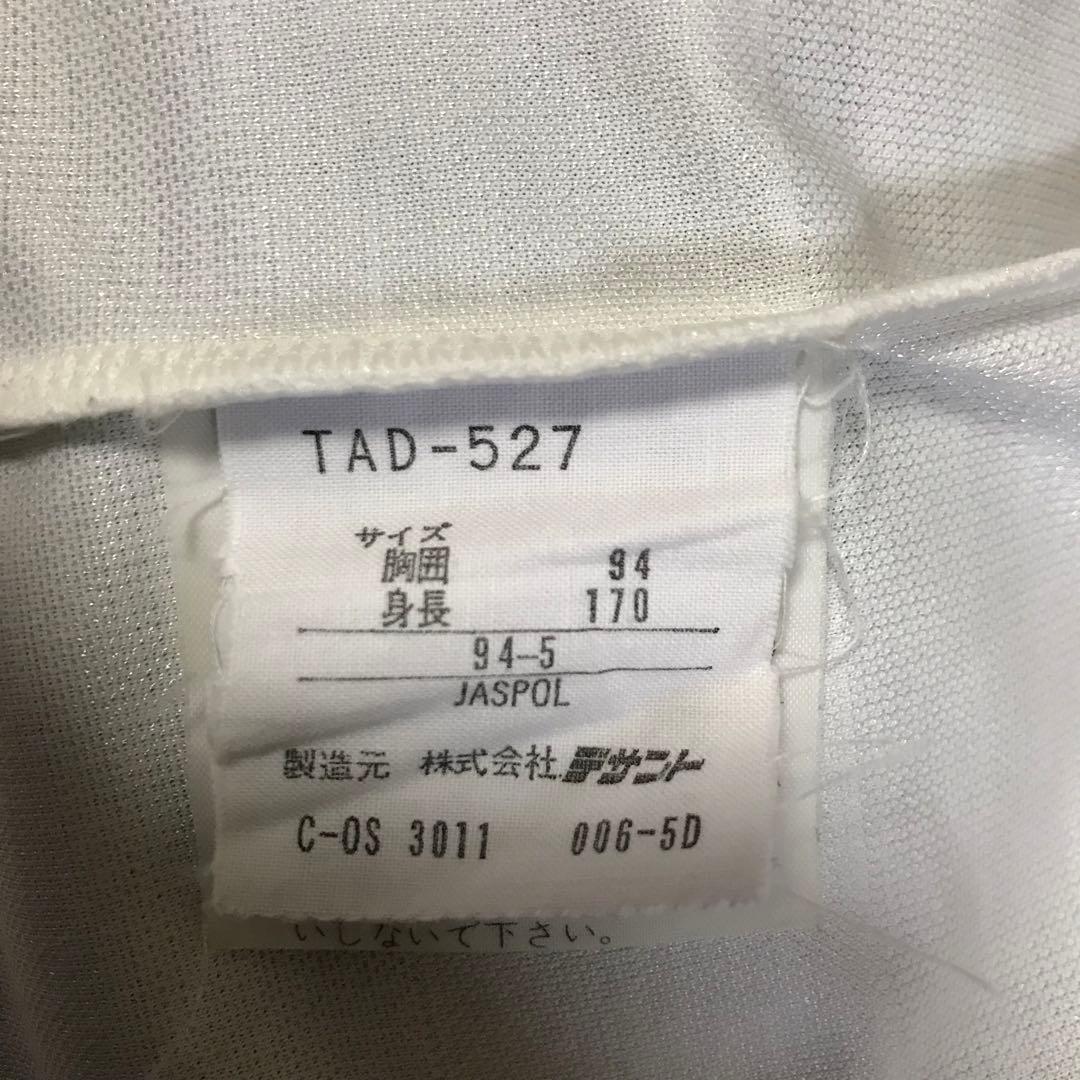 TAD-527
サイズ
胸囲 94
身長 170
94-5
JASPOL
製造元 株式会社デサント
C-OS 3011 006-5D
いしないで下さい。